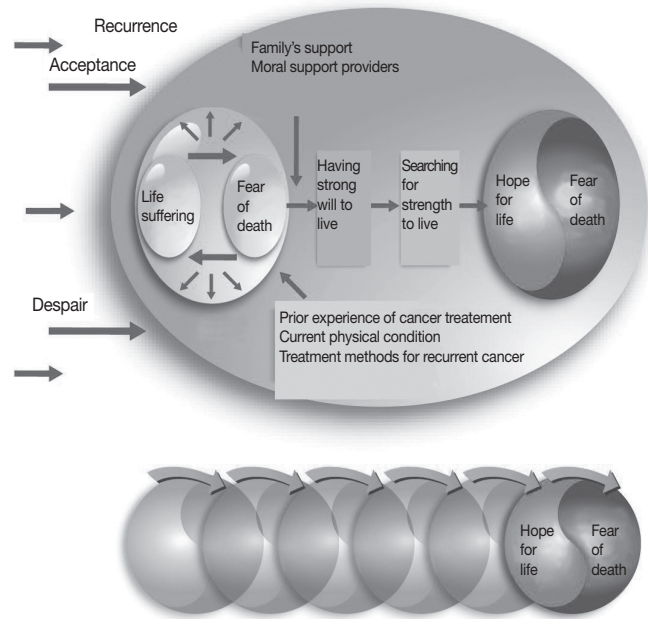 Recurrence
Acceptance
Family's support
Moral support providers
Life
suffering
Fear
of
death
Having
strong
will to
live
Searching
for
strength
to live
Hope
for
life
Fear
of
death
Despair
Prior experience of cancer treatement
Current physical condition
Treatment methods for recurrent cancer
Hope
for
life
Fear
of
death